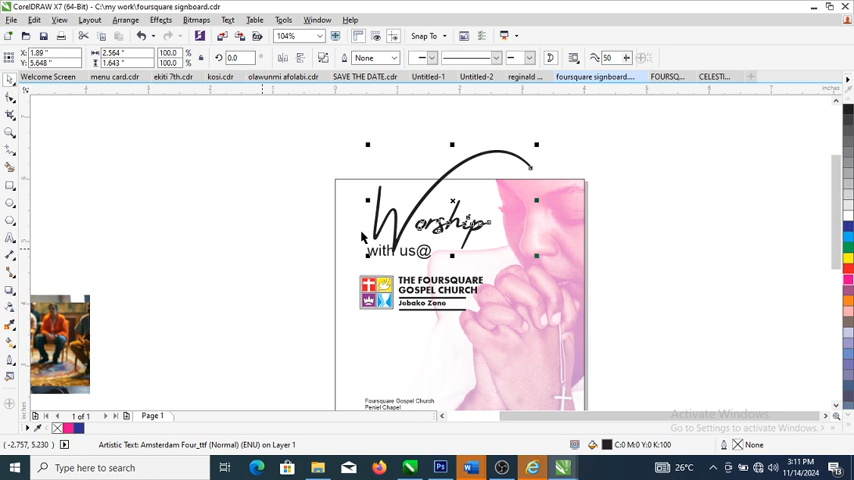 CorelDRAW X7 (64-Bit) - C:\my work\foursquare signboard.cdr
File Edit View Layout Arrange Effects Bitmaps Text Table Tools Window Help
104% Snap To
X: 1.89 " 2.564 " 100.0 % 0.0 ° None 50
Y: 5.648 " 1.643 " 100.0 %
Welcome Screen menu card.cdr ekiti 7th.cdr kosi.cdr olawunmi afolabi.cdr SAVE THE DATE.cdr Untitled-1 Untitled-2 reginald ... foursquare signboard.... FOURSQ... CELESTI...
inches
Worship
with us@
THE FOURSQUARE
GOSPEL CHURCH
Jebako Zone
Foursquare Gospel Church
Peniel Chapel
1 of 1 Page 1
Activate Windows
Go to Settings to activate Windows.
(-2.757, 5.230) Artistic Text: Amsterdam Four_ttf (Normal) (ENU) on Layer 1 C:0 M:0 Y:0 K:100 None
Type here to search 26°C 3:11 PM
11/14/2024